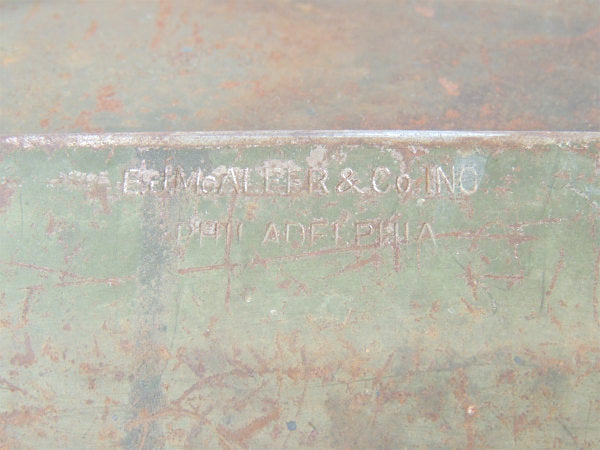 E.J. McALEER & Co. INC
PHILADELPHIA